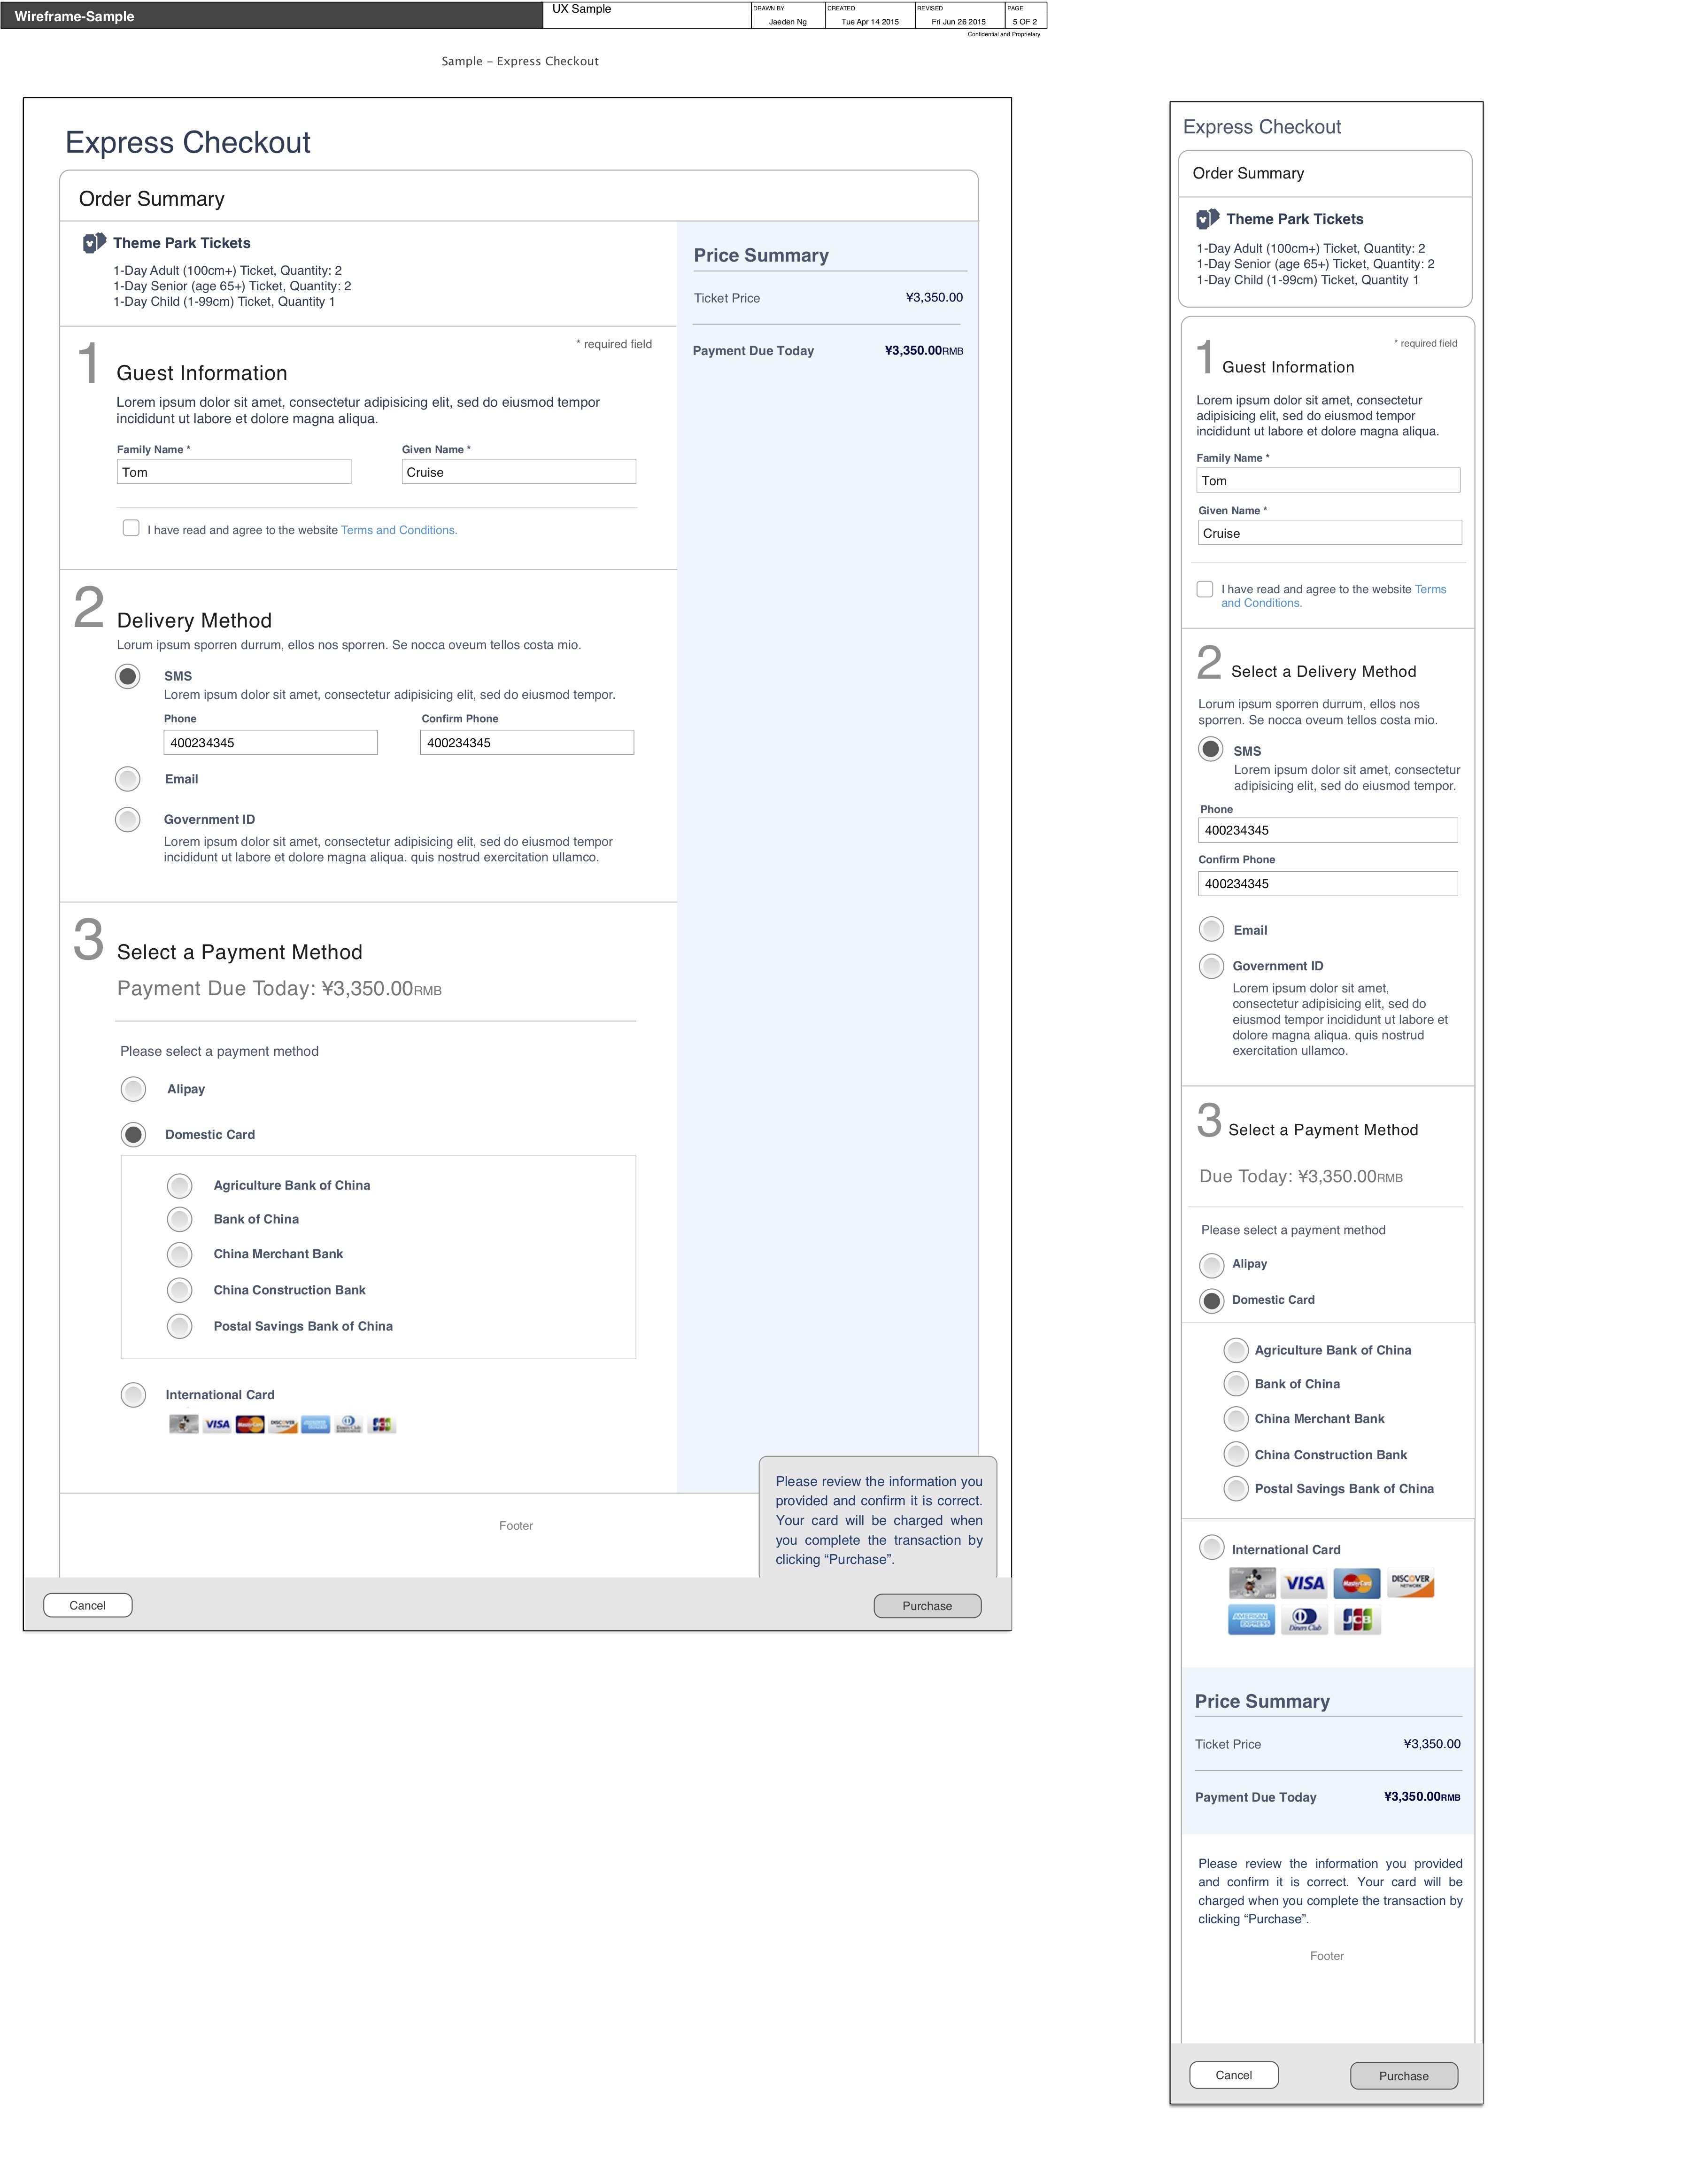 Wireframe-Sample
UX Sample
DRAWN BY
Jaeden Ng
CREATED
Tue Apr 14 2015
REVISED
Fri Jun 26 2015
PAGE
5 OF 2
Confidential and Proprietary
Sample – Express Checkout
Express Checkout
Order Summary
Theme Park Tickets
1-Day Adult (100cm+) Ticket, Quantity: 2
1-Day Senior (age 65+) Ticket, Quantity: 2
1-Day Child (1-99cm) Ticket, Quantity 1
Price Summary
Ticket Price ¥3,350.00
Payment Due Today ¥3,350.00RMB
* required field
1 Guest Information
Lorem ipsum dolor sit amet, consectetur adipisicing elit, sed do eiusmod tempor
incididunt ut labore et dolore magna aliqua.
Family Name * Given Name *
Tom Cruise
I have read and agree to the website Terms and Conditions.
2 Delivery Method
Lorum ipsum sporren durrum, ellos nos sporren. Se nocca oveum tellos costa mio.
SMS
Lorem ipsum dolor sit amet, consectetur adipisicing elit, sed do eiusmod tempor.
Phone Confirm Phone
400234345 400234345
Email
Government ID
Lorem ipsum dolor sit amet, consectetur adipisicing elit, sed do eiusmod tempor
incididunt ut labore et dolore magna aliqua. quis nostrud exercitation ullamco.
3 Select a Payment Method
Payment Due Today: ¥3,350.00RMB
Please select a payment method
Alipay
Domestic Card
Agriculture Bank of China
Bank of China
China Merchant Bank
China Construction Bank
Postal Savings Bank of China
International Card
VISA MasterCard DISCOVER Diners Club JCB
Please review the information you
provided and confirm it is correct.
Your card will be charged when
you complete the transaction by
clicking “Purchase”.
Footer
Cancel Purchase
Express Checkout
Order Summary
Theme Park Tickets
1-Day Adult (100cm+) Ticket, Quantity: 2
1-Day Senior (age 65+) Ticket, Quantity: 2
1-Day Child (1-99cm) Ticket, Quantity 1
* required field
1 Guest Information
Lorem ipsum dolor sit amet, consectetur
adipisicing elit, sed do eiusmod tempor
incididunt ut labore et dolore magna aliqua.
Family Name *
Tom
Given Name *
Cruise
I have read and agree to the website Terms
and Conditions.
2 Select a Delivery Method
Lorum ipsum sporren durrum, ellos nos
sporren. Se nocca oveum tellos costa mio.
SMS
Lorem ipsum dolor sit amet, consectetur
adipisicing elit, sed do eiusmod tempor.
Phone
400234345
Confirm Phone
400234345
Email
Government ID
Lorem ipsum dolor sit amet,
consectetur adipisicing elit, sed do
eiusmod tempor incididunt ut labore et
dolore magna aliqua. quis nostrud
exercitation ullamco.
3 Select a Payment Method
Due Today: ¥3,350.00RMB
Please select a payment method
Alipay
Domestic Card
Agriculture Bank of China
Bank of China
China Merchant Bank
China Construction Bank
Postal Savings Bank of China
International Card
VISA MasterCard DISCOVER NETWORK
AMERICAN EXPRESS Diners Club JCB
Price Summary
Ticket Price ¥3,350.00
Payment Due Today ¥3,350.00RMB
Please review the information you provided
and confirm it is correct. Your card will be
charged when you complete the transaction by
clicking “Purchase”.
Footer
Cancel Purchase